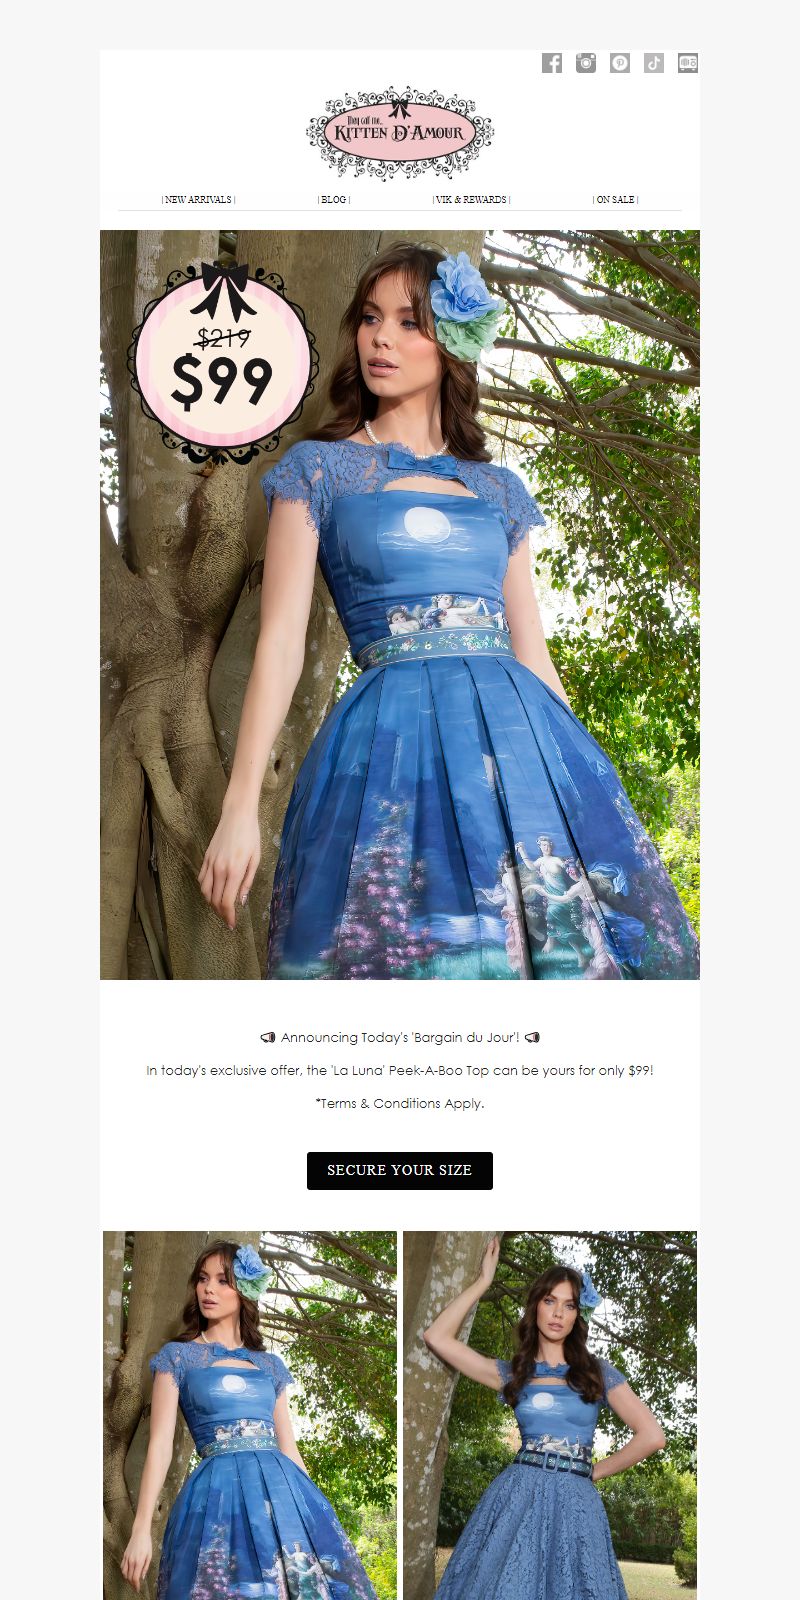 They call me...
KITTEN D'AMOUR
| NEW ARRIVALS |
| BLOG |
| VIK & REWARDS |
| ON SALE |
$219
$99
Announcing Today's 'Bargain du Jour'!
In today's exclusive offer, the 'La Luna' Peek-A-Boo Top can be yours for only $99!
*Terms & Conditions Apply.
SECURE YOUR SIZE